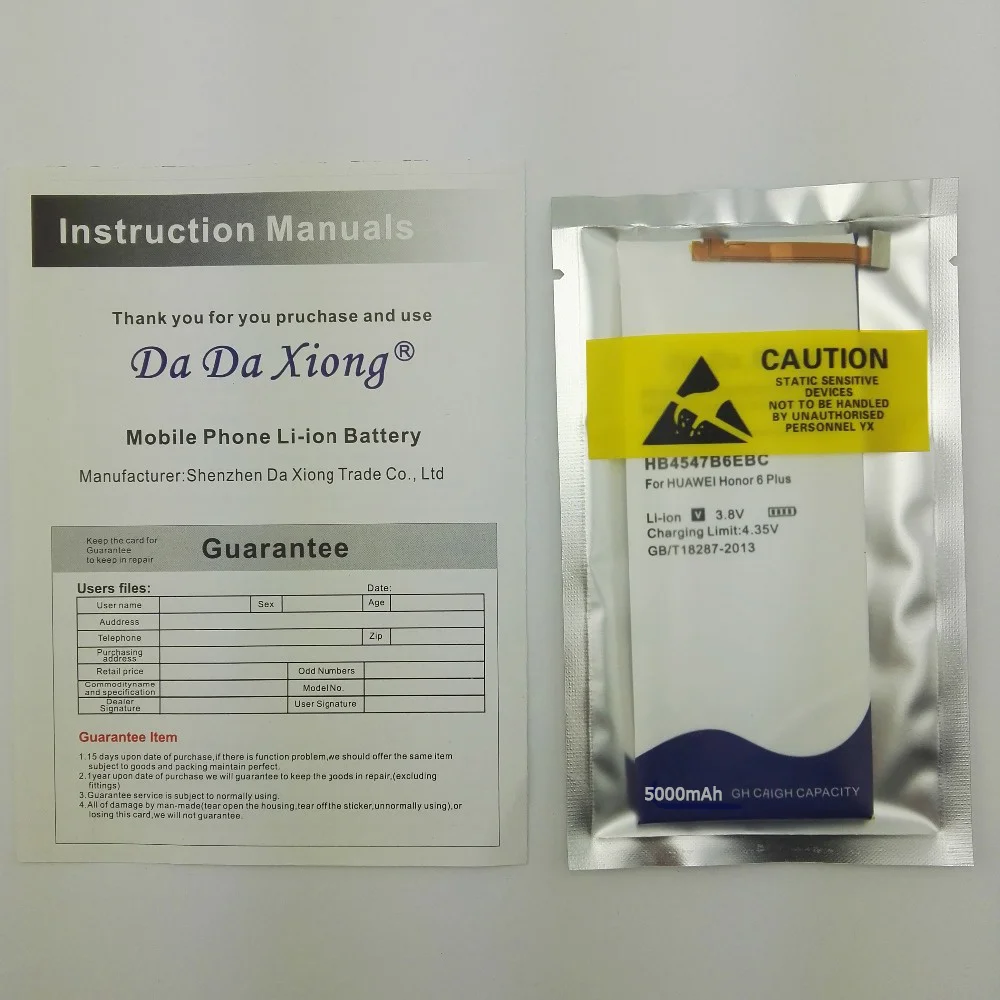 Instruction Manuals
Thank you for you pruchase and use
Da Da Xiong®
Mobile Phone Li-ion Battery
Manufacturer:Shenzhen Da Xiong Trade Co., Ltd
Keep the card for
Guarantee
to keep in repair
Guarantee
Users files:
Date:
User name
Sex
Age
Auddress
Telephone
Zip
Purchasing
address
Retail price
Odd Numbers
Commodityname
and specification
Model No.
Dealer
Signature
User Signature
Guarantee Item
1. 15 days upon date of purchase,if there is function problem,we should offer the same item
subject to goods and packing maintain perfect.
2. 1year upon date of purchase we will guarantee to keep the goods in repair,(excluding
fittings)
3. Guarantee service is subject to normally using.
4. All of damage by man-made(tear open the housing,tear off the sticker,unnormally using),or
losing this card,we will not guarantee.
CAUTION
STATIC SENSITIVE
DEVICES
NOT TO BE HANDLED
BY UNAUTHORISED
PERSONNEL YX
HB4547B6EBC
For HUAWEI Honor 6 Plus
Li-ion V 3.8V
Charging Limit:4.35V
GB/T18287-2013
5000mAh GH CAIGH CAPACITY